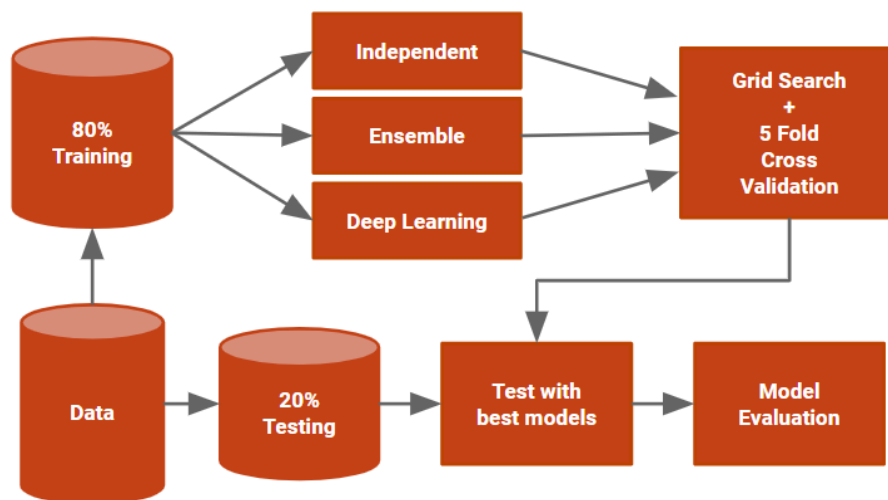 80%
Training
Independent
Ensemble
Deep Learning
Grid Search
+
5 Fold
Cross
Validation
Data
20%
Testing
Test with
best models
Model
Evaluation